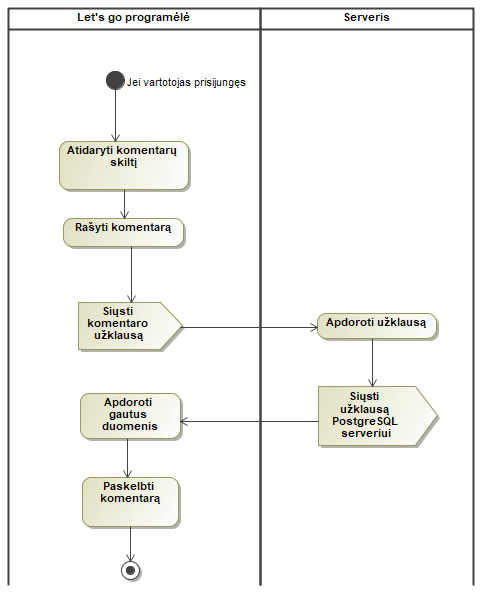 Let's go programėlė
Serveris
Jei vartotojas prisijungęs
Atidaryti komentarų
skiltį
Rašyti komentarą
Siųsti
komentaro
užklausą
Apdoroti užklausą
Siųsti
užklausą
PostgreSQL
serveriui
Apdoroti
gautus
duomenis
Paskelbti
komentarą